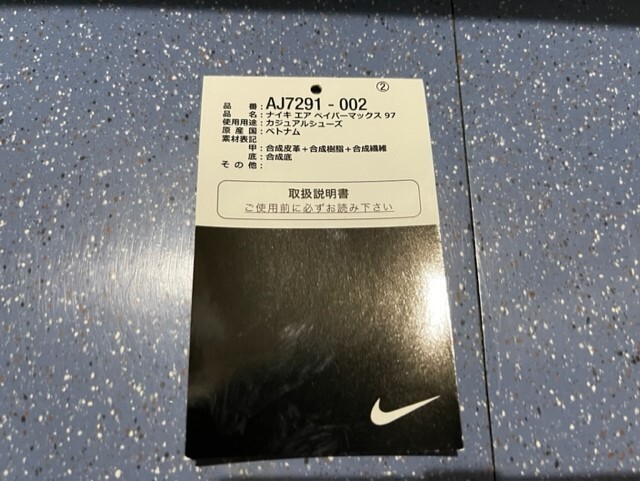 ②
品番：AJ7291 - 002
品名：ナイキ エア ベイパーマックス 97
使用用途：カジュアルシューズ
原産国：ベトナム
素材表記
甲：合成皮革＋合成樹脂＋合成繊維
底：合成底
その他：
取扱説明書
ご使用前に必ずお読み下さい